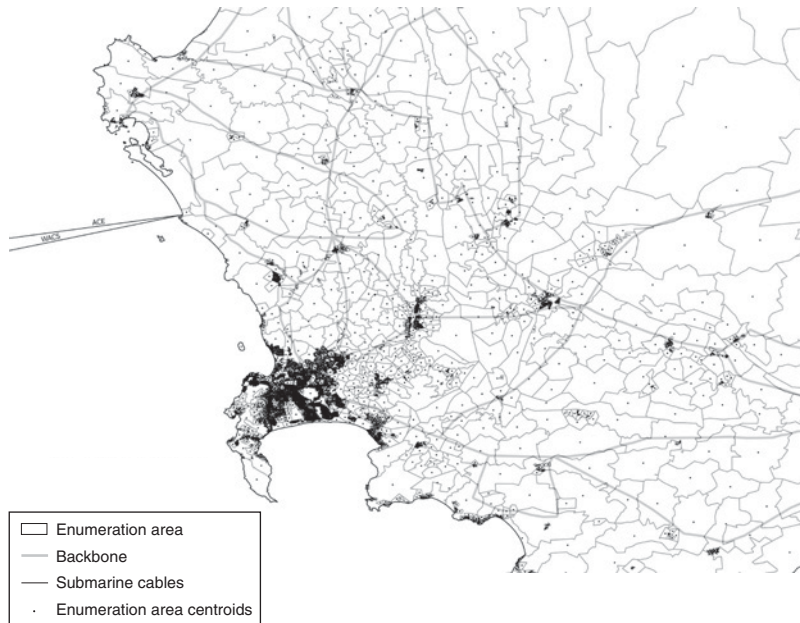 ACE
WACS
Enumeration area
Backbone
Submarine cables
Enumeration area centroids